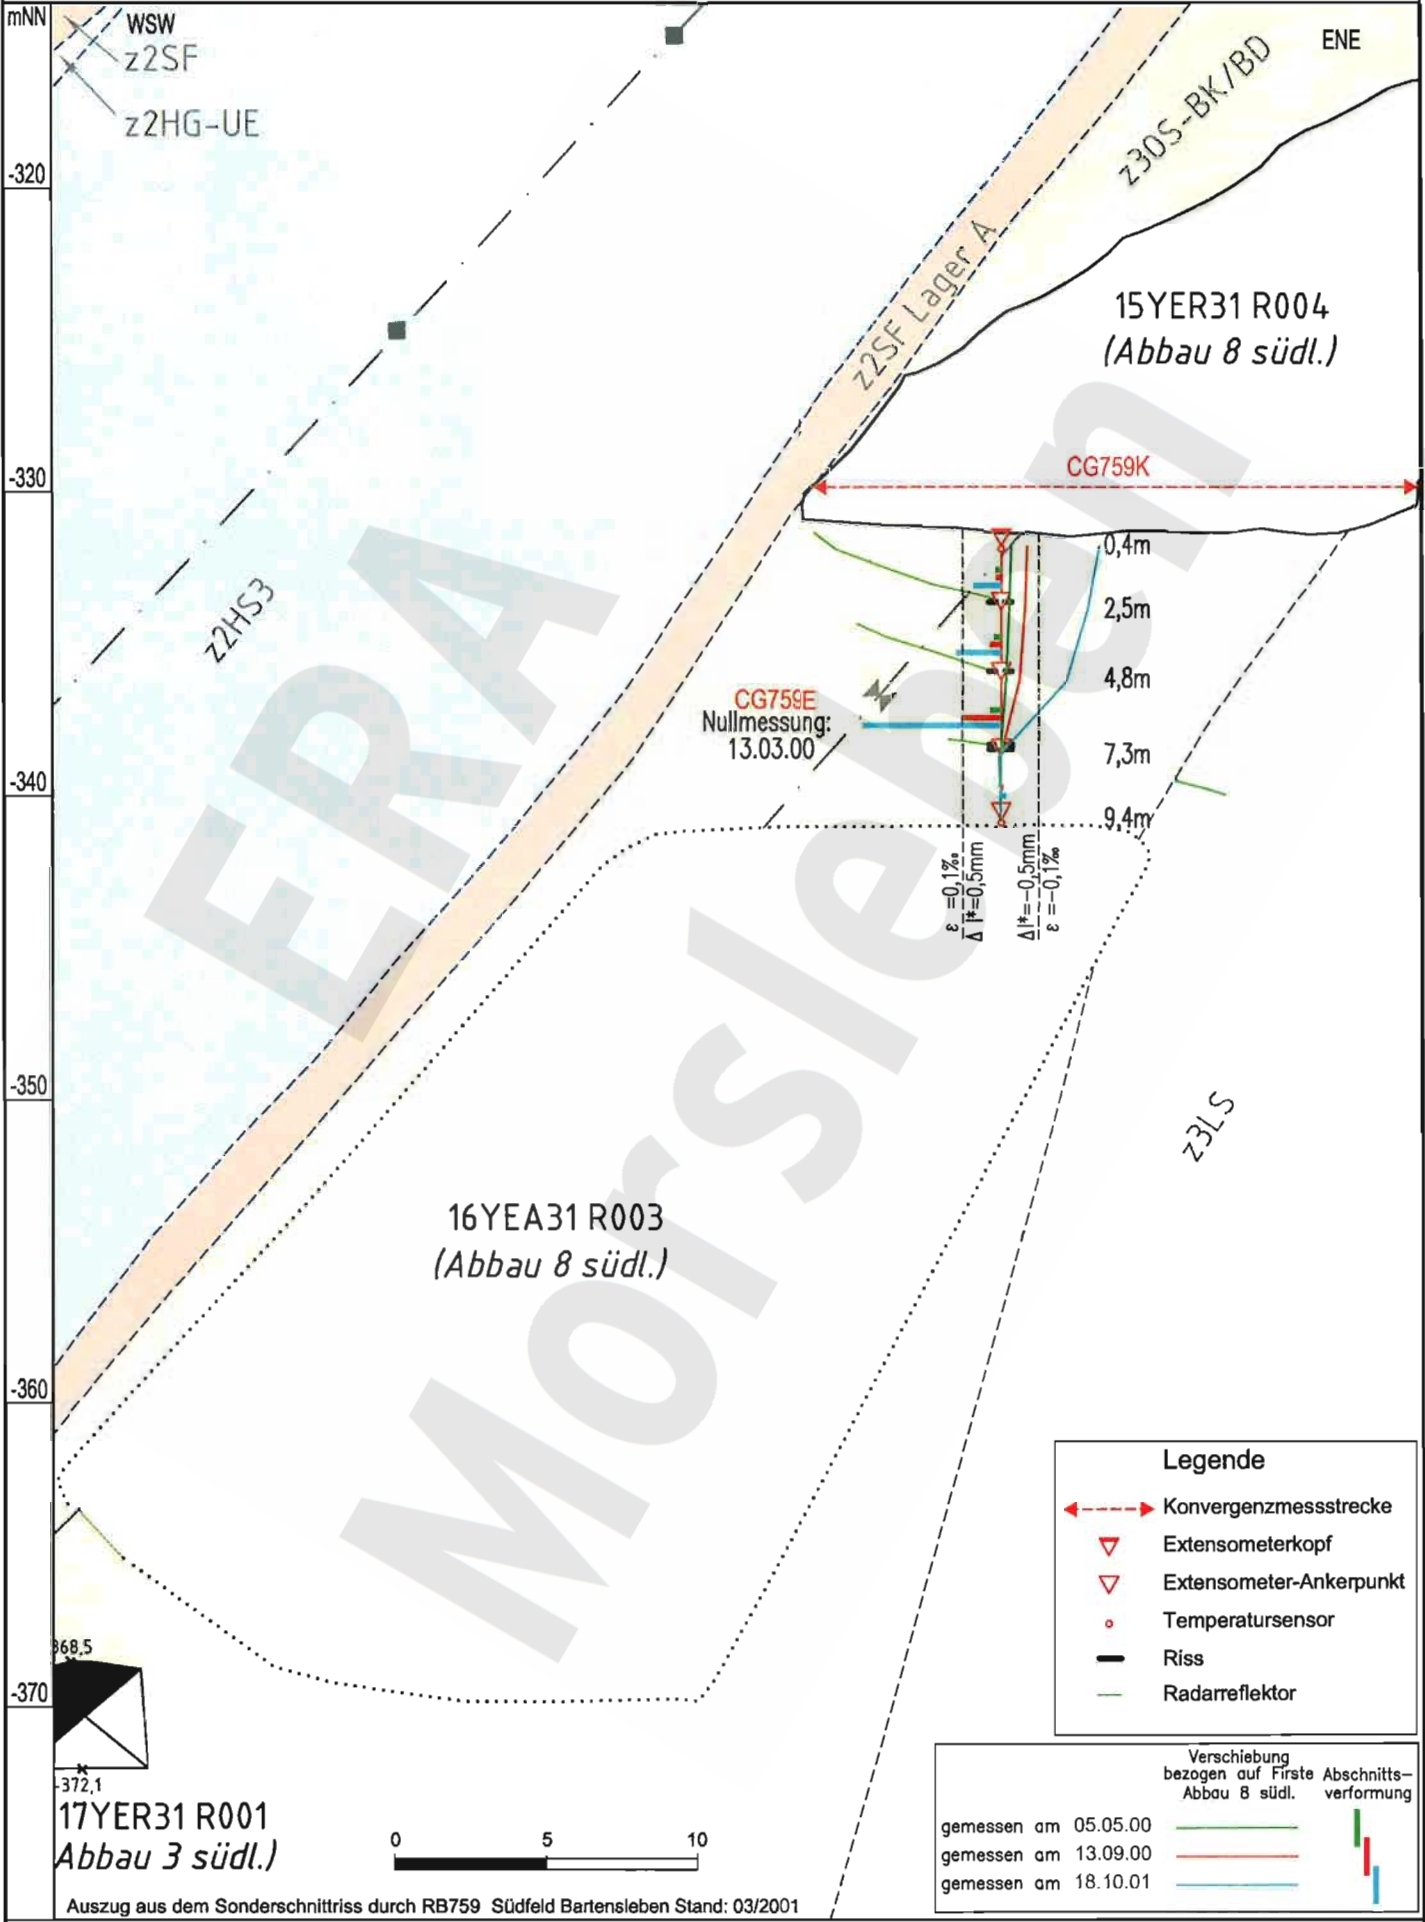 mNN
WSW
z2SF
z2HG-UE
ENE
z3OS-BK/BD
-320
z2SF Lager A
15YER31 R004
(Abbau 8 südl.)
-330
CG759K
0,4m
2,5m
z2HS3
4,8m
CG759E
Nullmessung:
13.03.00
7,3m
-340
9,4m
ε =0,1‰
Δ l*=0,5mm
Δl*=-0,5mm
ε =-0,1‰
-350
z3LS
16YEA31 R003
(Abbau 8 südl.)
-360
ERA
Morsleben
Legende
Konvergenzmessstrecke
Extensometerkopf
Extensometer-Ankerpunkt
Temperatursensor
Riss
Radarreflektor
368,5
-370
-372,1
17YER31 R001
Abbau 3 südl.)
0 5 10
Verschiebung
bezogen auf Firste
Abbau 8 südl.
Abschnitts-
verformung
gemessen am 05.05.00
gemessen am 13.09.00
gemessen am 18.10.01
Auszug aus dem Sonderschnittriss durch RB759 Südfeld Bartensleben Stand: 03/2001